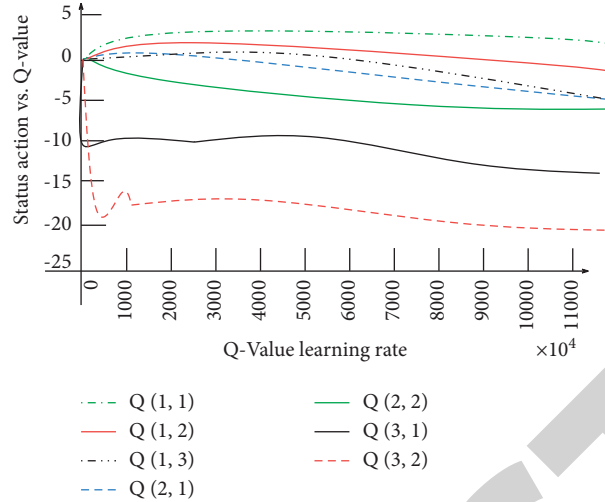 5
0
-5
-10
-15
-20
-25
Status action vs. Q-value
0
1000
2000
3000
4000
5000
6000
7000
8000
9000
10000
11000
Q-Value learning rate
×10⁴
Q (1, 1)
Q (1, 2)
Q (1, 3)
Q (2, 1)
Q (2, 2)
Q (3, 1)
Q (3, 2)